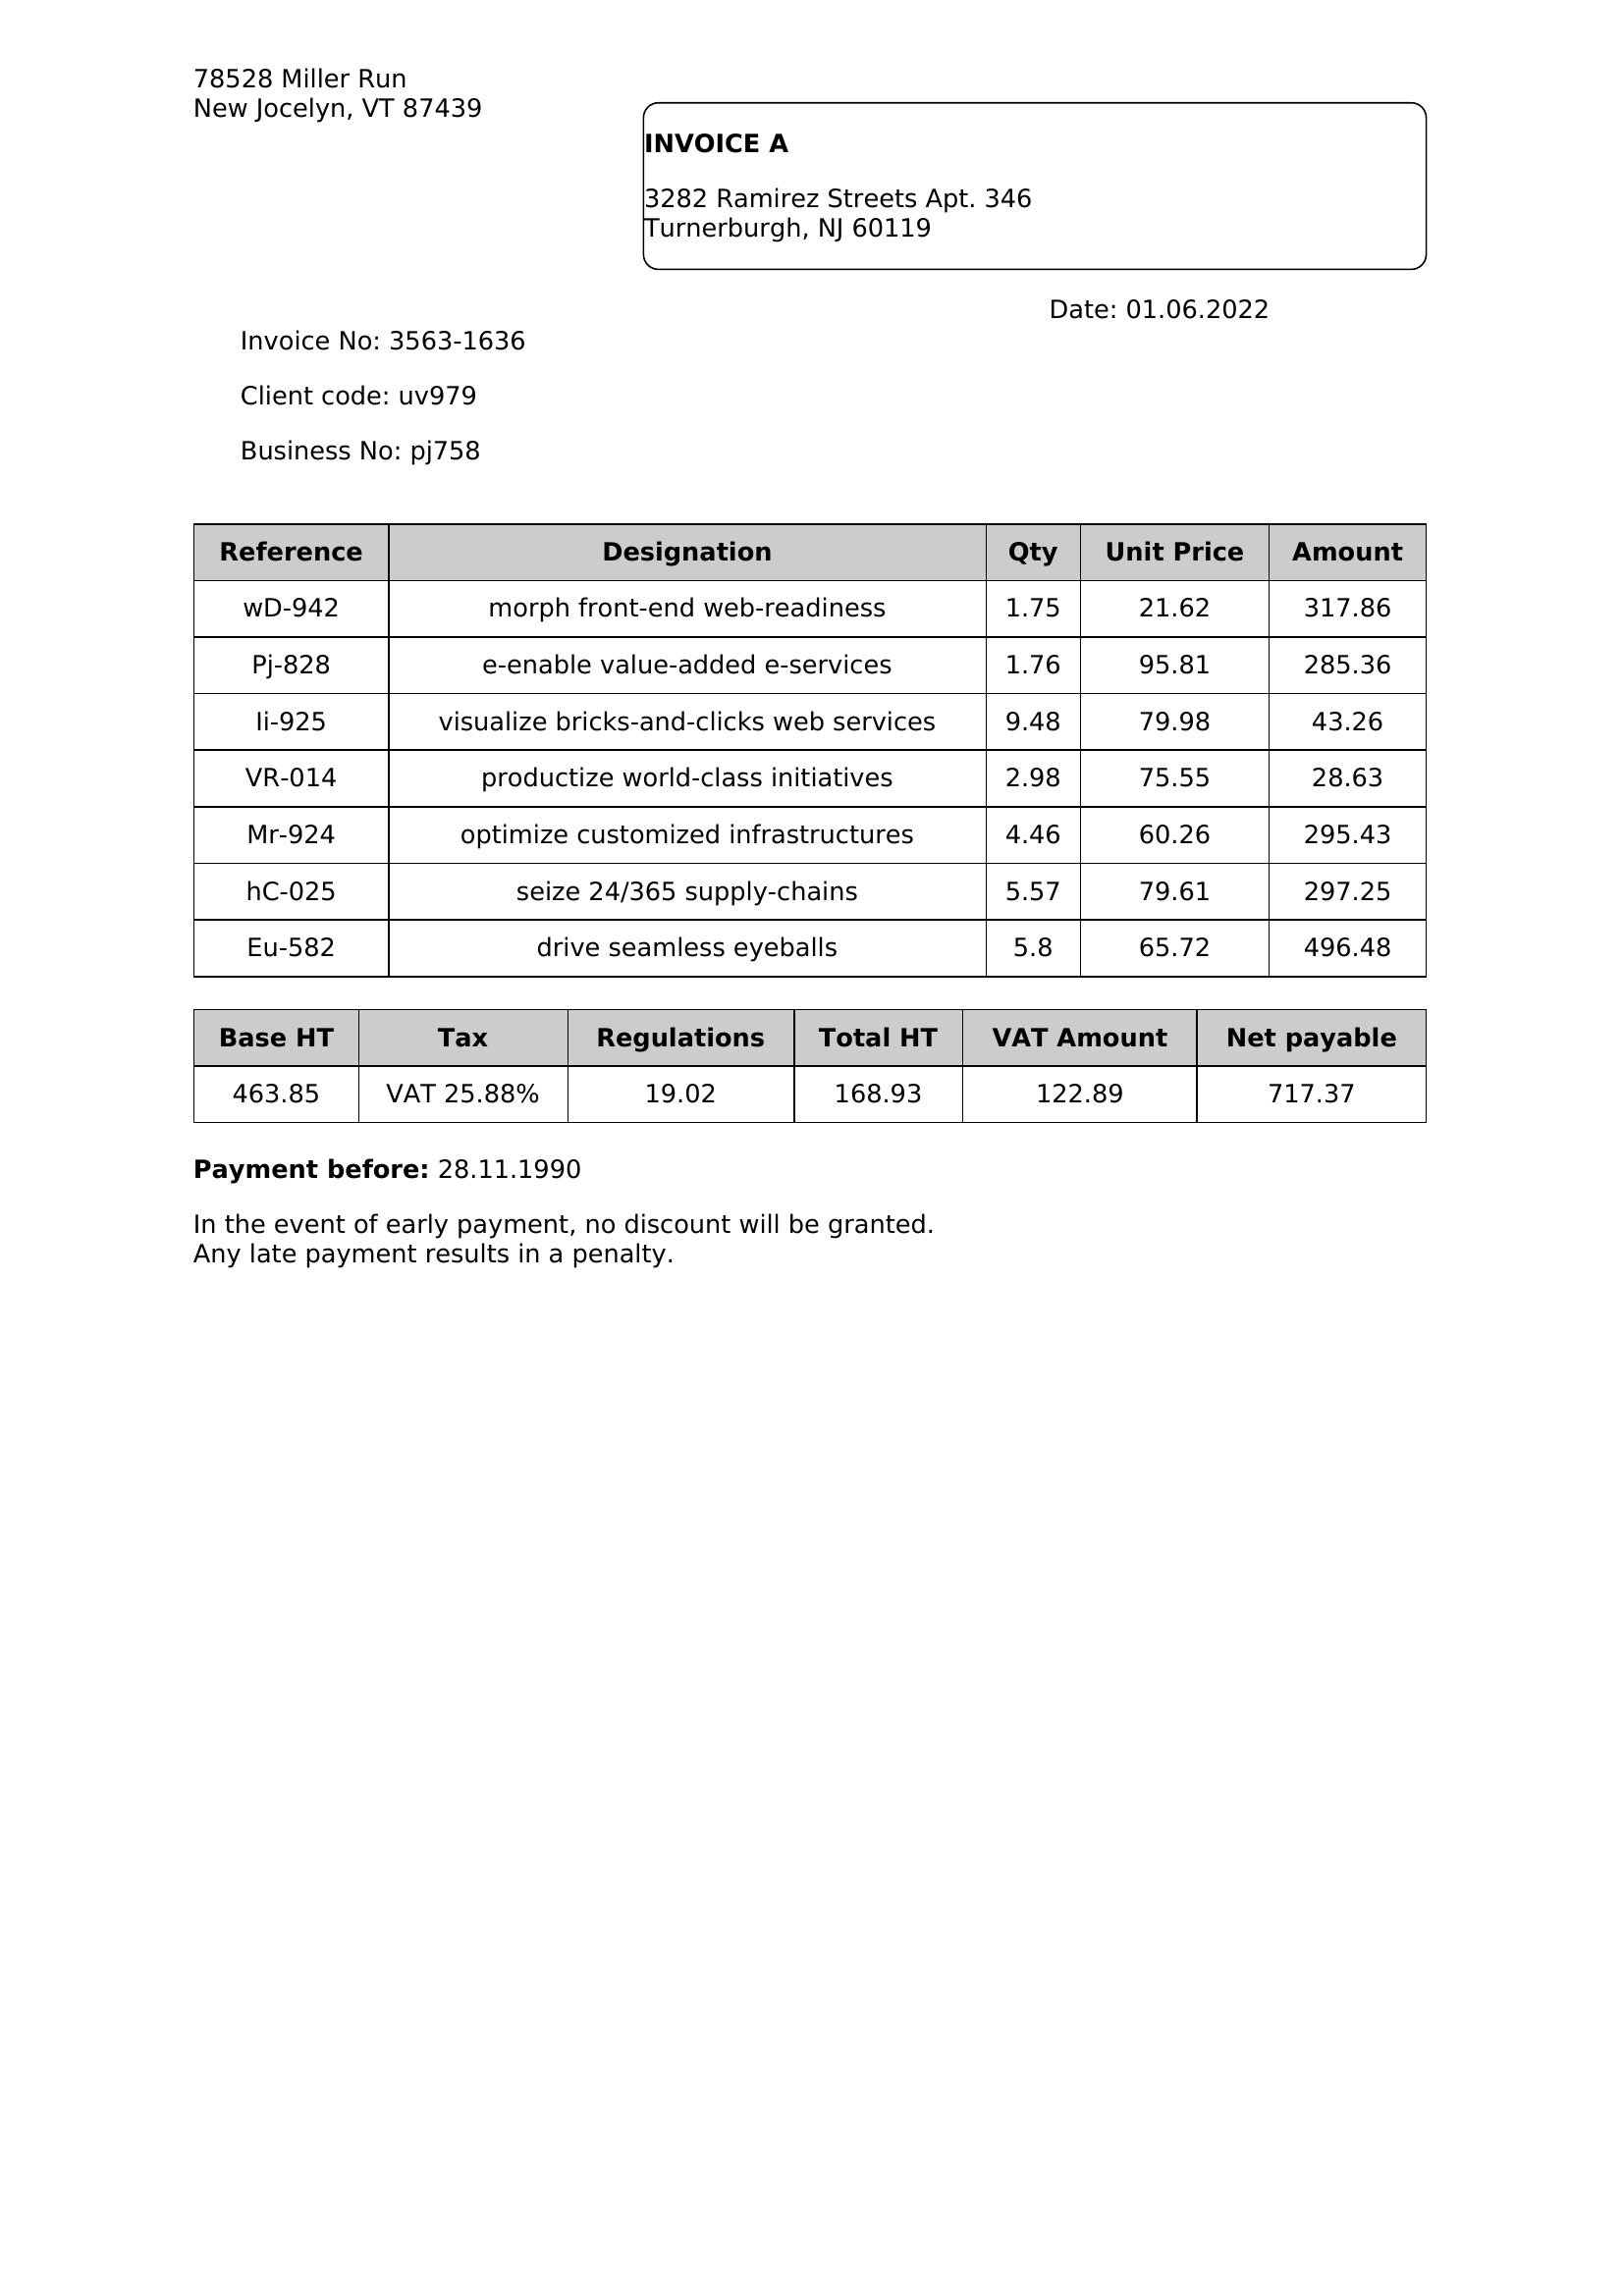 78528 Miller Run
New Jocelyn, VT 87439
INVOICE A
3282 Ramirez Streets Apt. 346
Turnerburgh, NJ 60119
Date: 01.06.2022
Invoice No: 3563-1636
Client code: uv979
Business No: pj758
Reference Designation Qty Unit Price Amount
wD-942 morph front-end web-readiness 1.75 21.62 317.86
Pj-828 e-enable value-added e-services 1.76 95.81 285.36
Ii-925 visualize bricks-and-clicks web services 9.48 79.98 43.26
VR-014 productize world-class initiatives 2.98 75.55 28.63
Mr-924 optimize customized infrastructures 4.46 60.26 295.43
hC-025 seize 24/365 supply-chains 5.57 79.61 297.25
Eu-582 drive seamless eyeballs 5.8 65.72 496.48
Base HT Tax Regulations Total HT VAT Amount Net payable
463.85 VAT 25.88% 19.02 168.93 122.89 717.37
Payment before: 28.11.1990
In the event of early payment, no discount will be granted.
Any late payment results in a penalty.